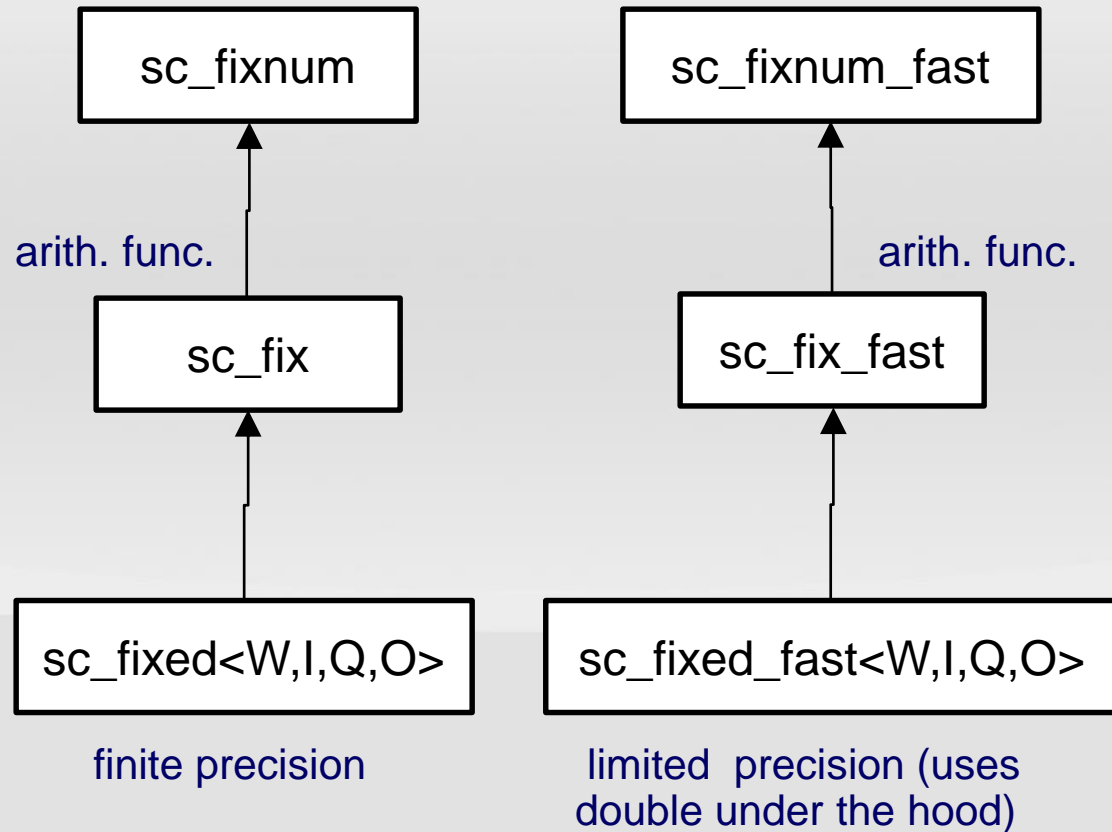 sc_fixnum
sc_fixnum_fast
arith. func.
arith. func.
sc_fix
sc_fix_fast
sc_fixed<W,I,Q,O>
sc_fixed_fast<W,I,Q,O>
finite precision
limited precision (uses
double under the hood)